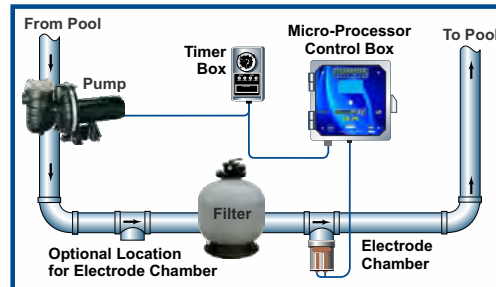 From Pool
Pump
Timer
Box
Micro-Processor
Control Box
To Pool
Filter
Optional Location
for Electrode Chamber
Electrode
Chamber